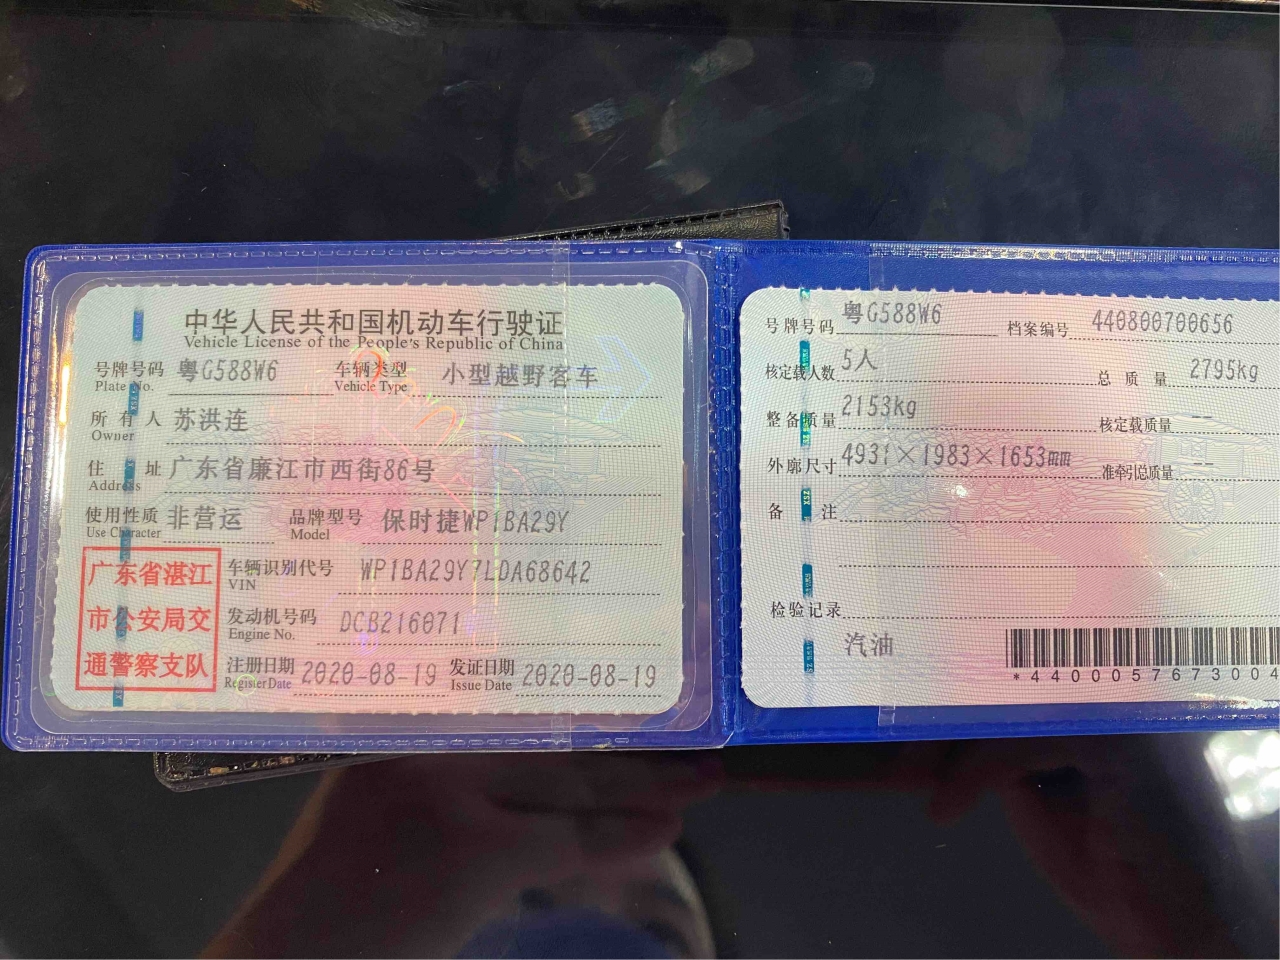 中华人民共和国机动车行驶证
Vehicle License of the People's Republic of China
号牌号码 粤G588W6 车辆类型 小型越野客车
Plate No. Vehicle Type
所有人 苏洪连
Owner
住址 广东省廉江市西街86号
Address
使用性质 非营运 品牌型号 保时捷WP1BA29Y
Use Character Model
广东省湛江
市公安局交
通警察支队
车辆识别代号 WP1BA29Y7LDA68642
VIN
发动机号码 DCB216071
Engine No.
注册日期 2020-08-19 发证日期 2020-08-19
Register Date Issue Date
号牌号码 粤G588W6 档案编号 440800700656
核定载人数 5人 总质量 2795kg
整备质量 2153kg 核定载质量 --
外廓尺寸 4931×1983×1653mm 准牵引总质量 --
备注
检验记录
汽油
*4400057673004